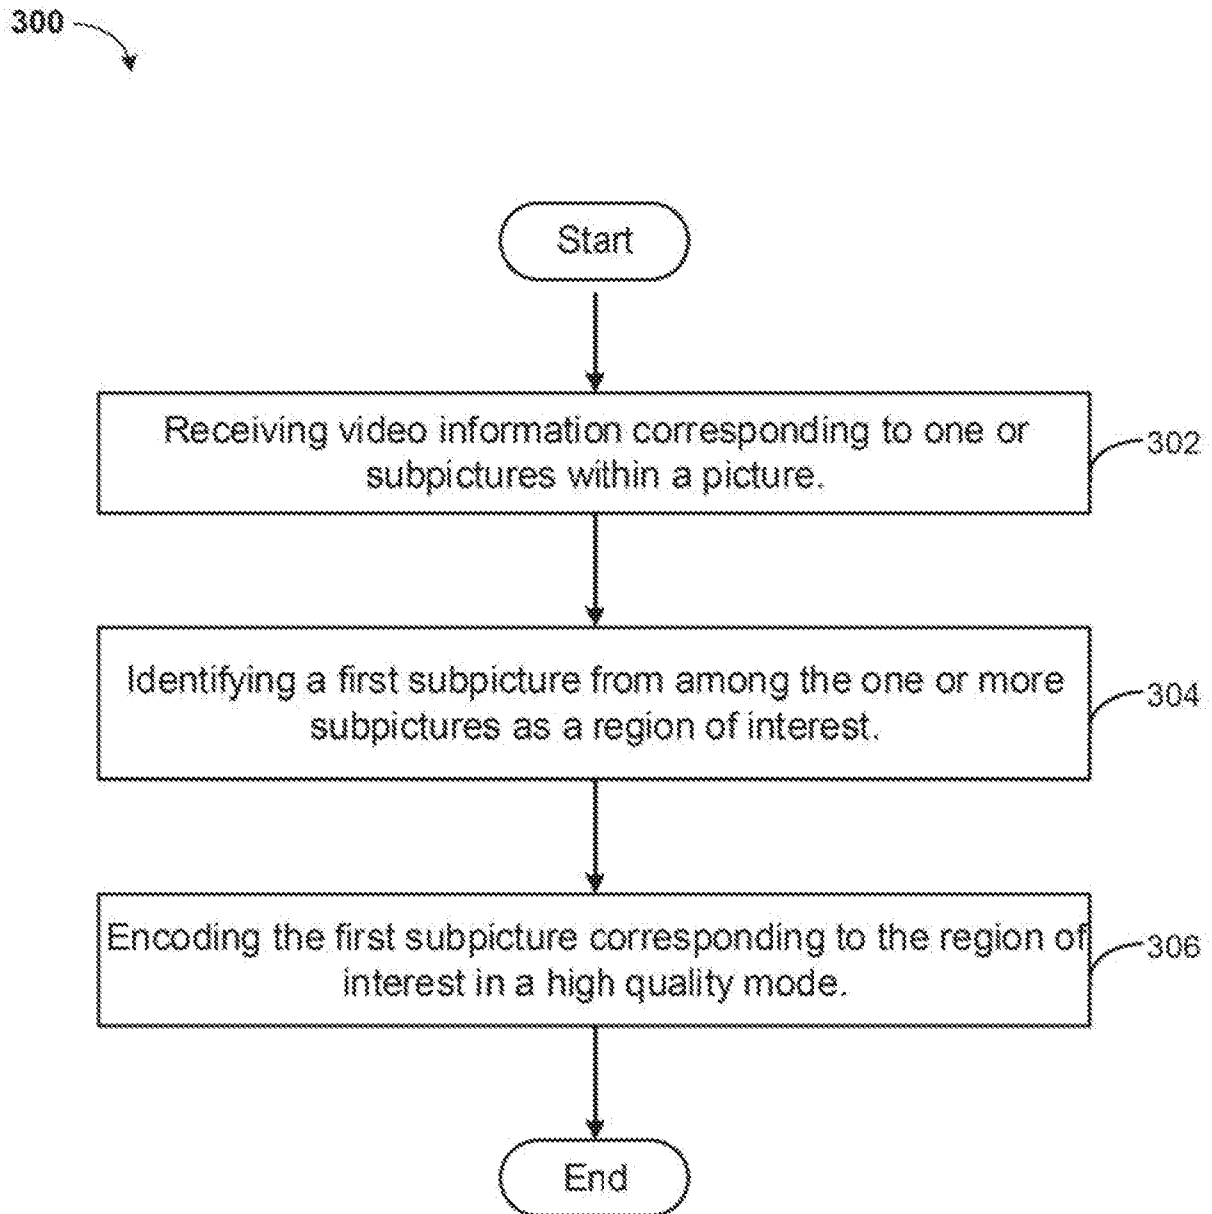 300
Start
Receiving video information corresponding to one or
subpictures within a picture.
302
Identifying a first subpicture from among the one or more
subpictures as a region of interest.
304
Encoding the first subpicture corresponding to the region of
interest in a high quality mode.
306
End